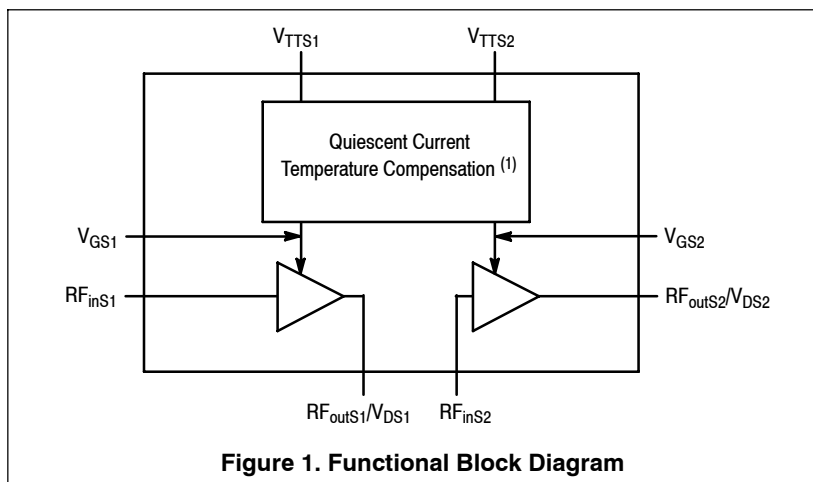 VTTS1 VTTS2
Quiescent Current
Temperature Compensation (1)
VGS1 VGS2
RFinS1 RFoutS2/VDS2
RFoutS1/VDS1 RFinS2
Figure 1. Functional Block Diagram